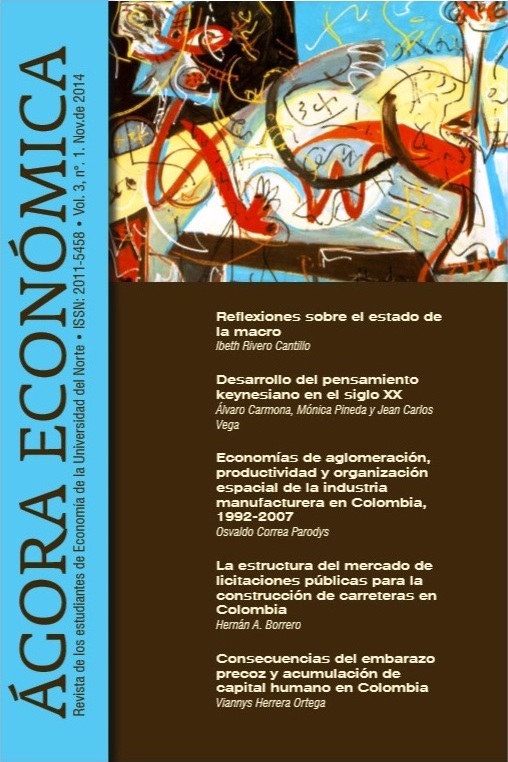 ÁGORA ECONÓMICA
Revista de los estudiantes de Economía de la Universidad del Norte • ISSN: 2011-5458 • Vol. 3, nº. 1. Nov.de 2014
Reflexiones sobre el estado de
la macro
Ibeth Rivero Cantillo
Desarrollo del pensamiento
keynesiano en el siglo XX
Álvaro Carmona, Mónica Pineda y Jean Carlos
Vega
Economías de aglomeración,
productividad y organización
espacial de la industria
manufacturera en Colombia,
1992-2007
Osvaldo Correa Parodys
La estructura del mercado de
licitaciones públicas para la
construcción de carreteras en
Colombia
Hernán A. Borrero
Consecuencias del embarazo
precoz y acumulación de
capital humano en Colombia
Viannys Herrera Ortega